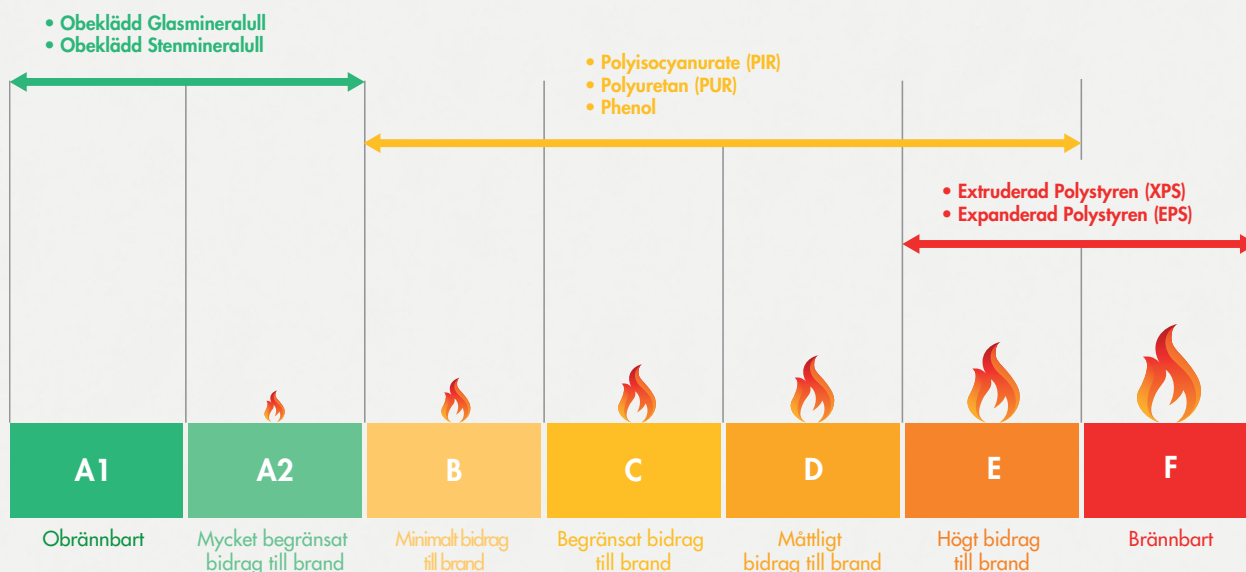 • Obeklädd Glasmineralull
• Obeklädd Stenmineralull
• Polyisocyanurate (PIR)
• Polyuretan (PUR)
• Phenol
• Extruderad Polystyren (XPS)
• Expanderad Polystyren (EPS)
A1
A2
B
C
D
E
F
Obrännbart
Mycket begränsat
bidrag till brand
Minimalt bidrag
till brand
Begränsat bidrag
till brand
Måttligt
bidrag till brand
Högt bidrag
till brand
Brännbart